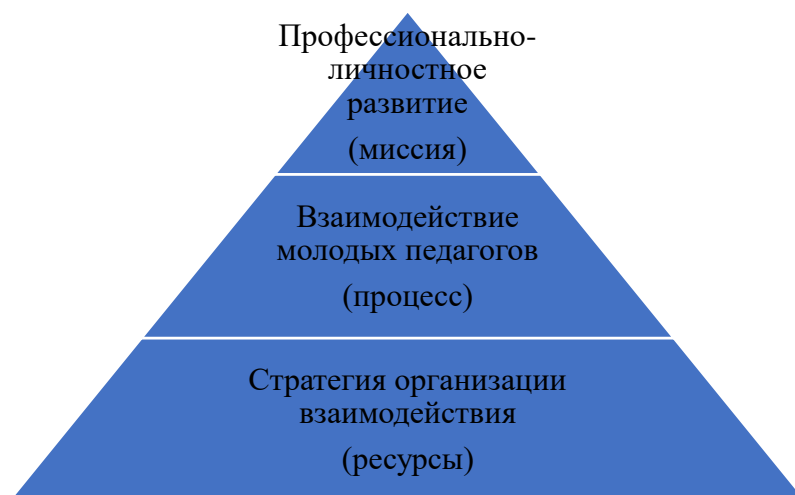 Профессионально-
личностное
развитие
(миссия)
Взаимодействие
молодых педагогов
(процесс)
Стратегия организации
взаимодействия
(ресурсы)